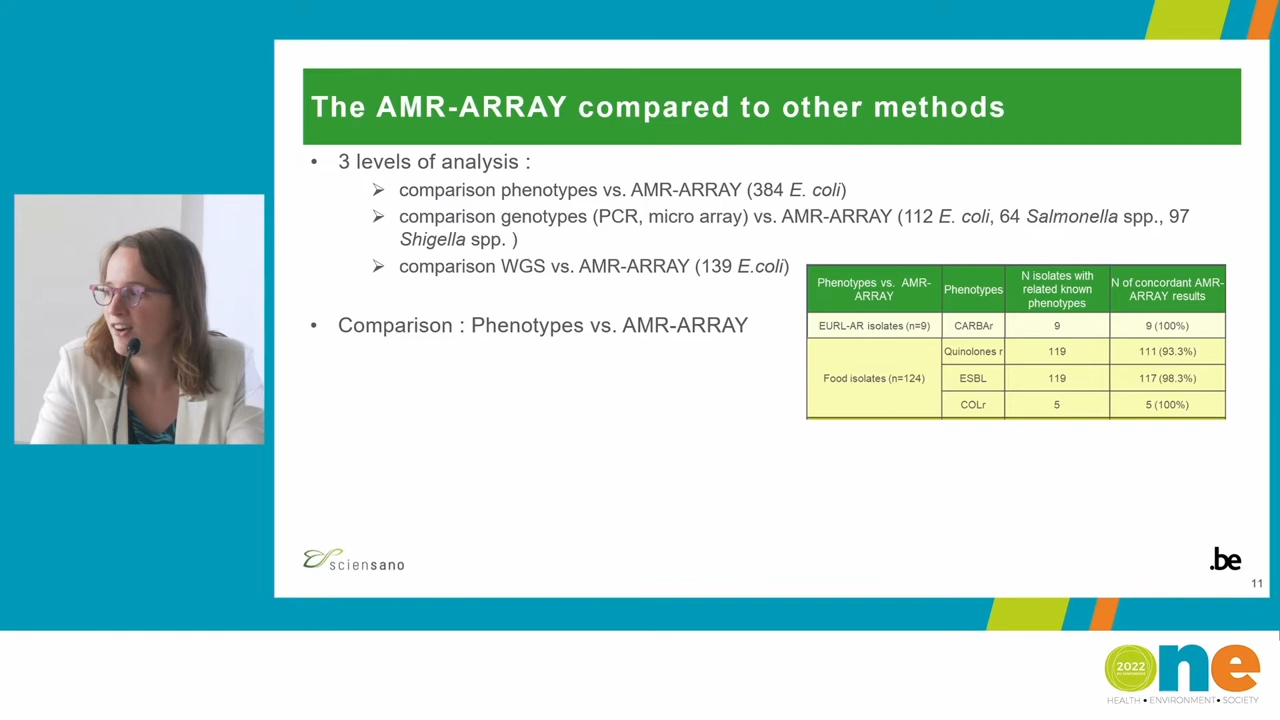 The AMR-ARRAY compared to other methods
• 3 levels of analysis :
➢ comparison phenotypes vs. AMR-ARRAY (384 E. coli)
➢ comparison genotypes (PCR, micro array) vs. AMR-ARRAY (112 E. coli, 64 Salmonella spp., 97
Shigella spp. )
➢ comparison WGS vs. AMR-ARRAY (139 E.coli)
• Comparison : Phenotypes vs. AMR-ARRAY
Phenotypes vs. AMR-
ARRAY
Phenotypes
N isolates with
related known
phenotypes
N of concordant AMR-
ARRAY results
EURL-AR isolates (n=9) CARBAr 9 9 (100%)
Food isolates (n=124)
Quinolones r 119 111 (93.3%)
ESBL 119 117 (98.3%)
COLr 5 5 (100%)
sciensano
.be
11
2022
one
HEALTH • ENVIRONMENT • SOCIETY